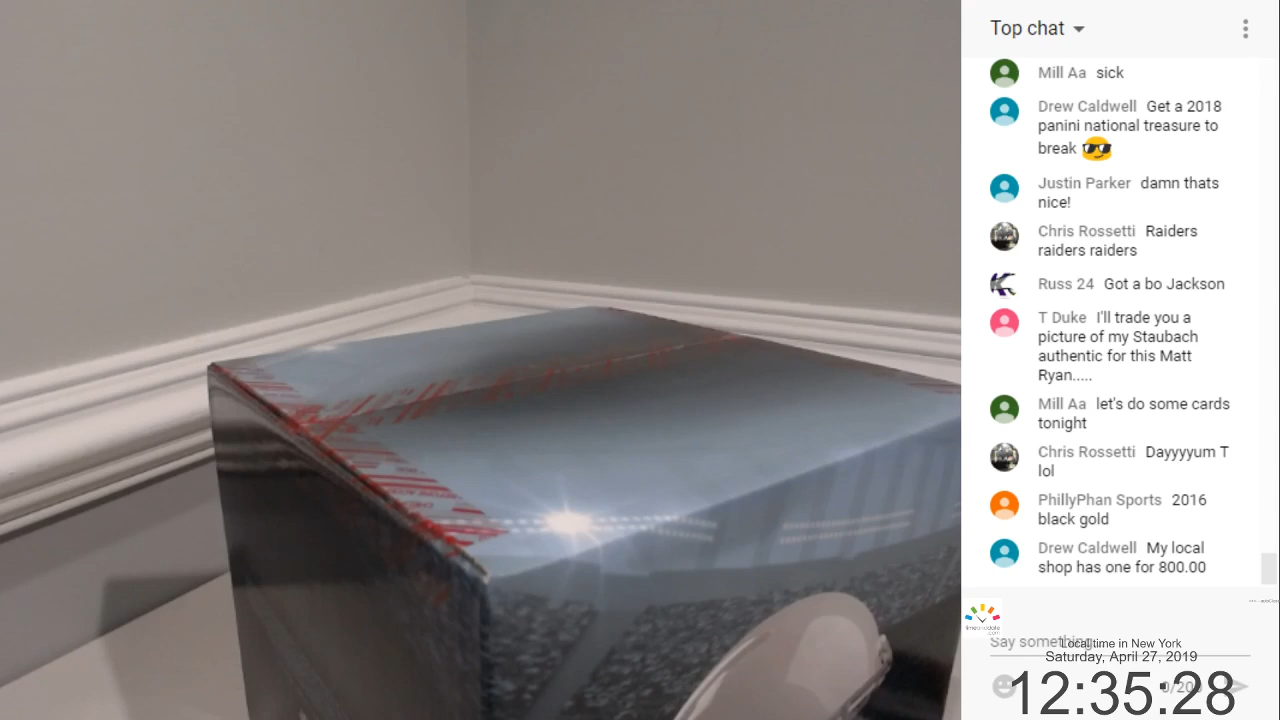 Top chat
Mill Aa sick
Drew Caldwell Get a 2018
panini national treasure to
break 😎
Justin Parker damn thats
nice!
Chris Rossetti Raiders
raiders raiders
Russ 24 Got a bo Jackson
T Duke I'll trade you a
picture of my Staubach
authentic for this Matt
Ryan.....
Mill Aa let's do some cards
tonight
Chris Rossetti Dayyyyum T
lol
PhillyPhan Sports 2016
black gold
Drew Caldwell My local
shop has one for 800.00
Say something...
Local time in New York
Saturday, April 27, 2019
12:35:28